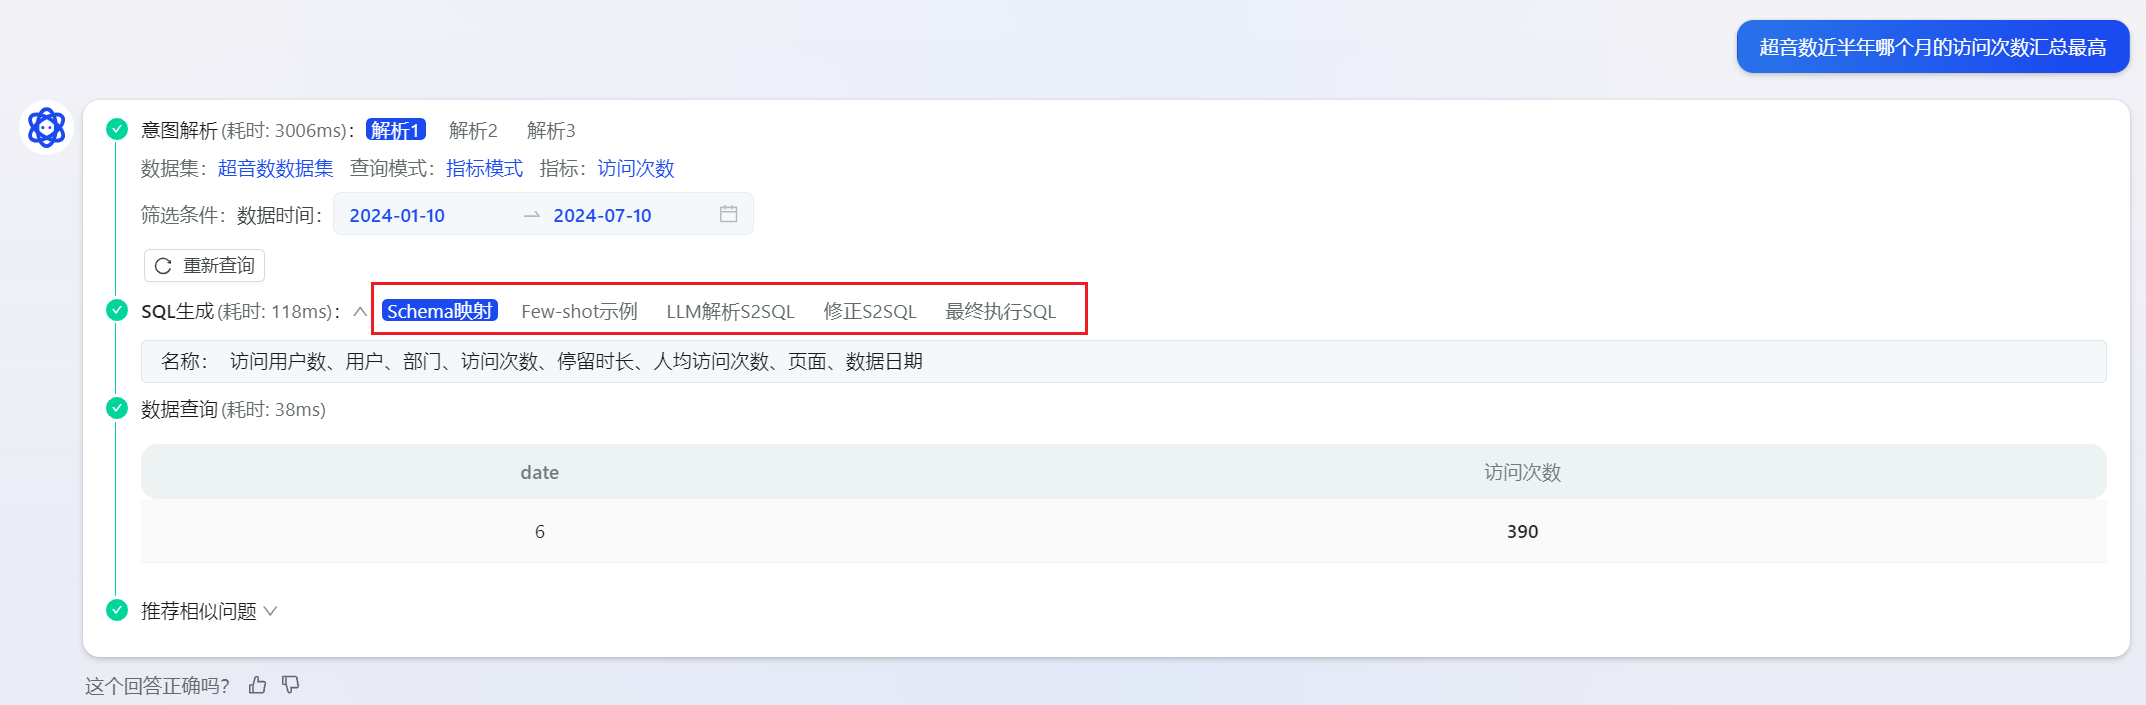 超音数近半年哪个月的访问次数汇总最高
意图解析(耗时: 3006ms)： 解析1 解析2 解析3
数据集： 超音数数据集 查询模式： 指标模式 指标： 访问次数
筛选条件： 数据时间： 2024-01-10 → 2024-07-10
重新查询
SQL生成(耗时: 118ms)： Schema映射 Few-shot示例 LLM解析S2SQL 修正S2SQL 最终执行SQL
名称： 访问用户数、用户、部门、访问次数、停留时长、人均访问次数、页面、数据日期
数据查询(耗时: 38ms)
date 访问次数
6 390
推荐相似问题
这个回答正确吗?